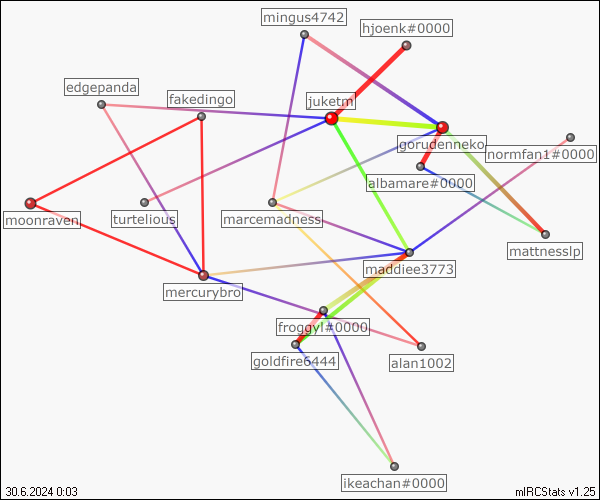 mingus4742
hjoenk#0000
edgepanda
fakedingo
juketm
gorudenneko
normfan1#0000
albamare#0000
moonraven
turtelious
marcemadness
mattnesslp
maddiee3773
mercurybro
froggyl#0000
goldfire6444
alan1002
ikeachan#0000
30.6.2024 0:03
mIRCStats v1.25